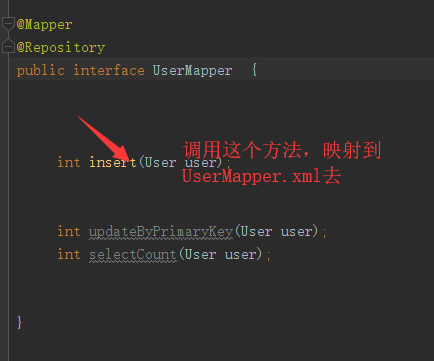 @Mapper
@Repository
public interface UserMapper  {
int insert(User user);
调用这个方法，映射到
UserMapper.xml去
int updateByPrimaryKey(User user);
int selectCount(User user);
}